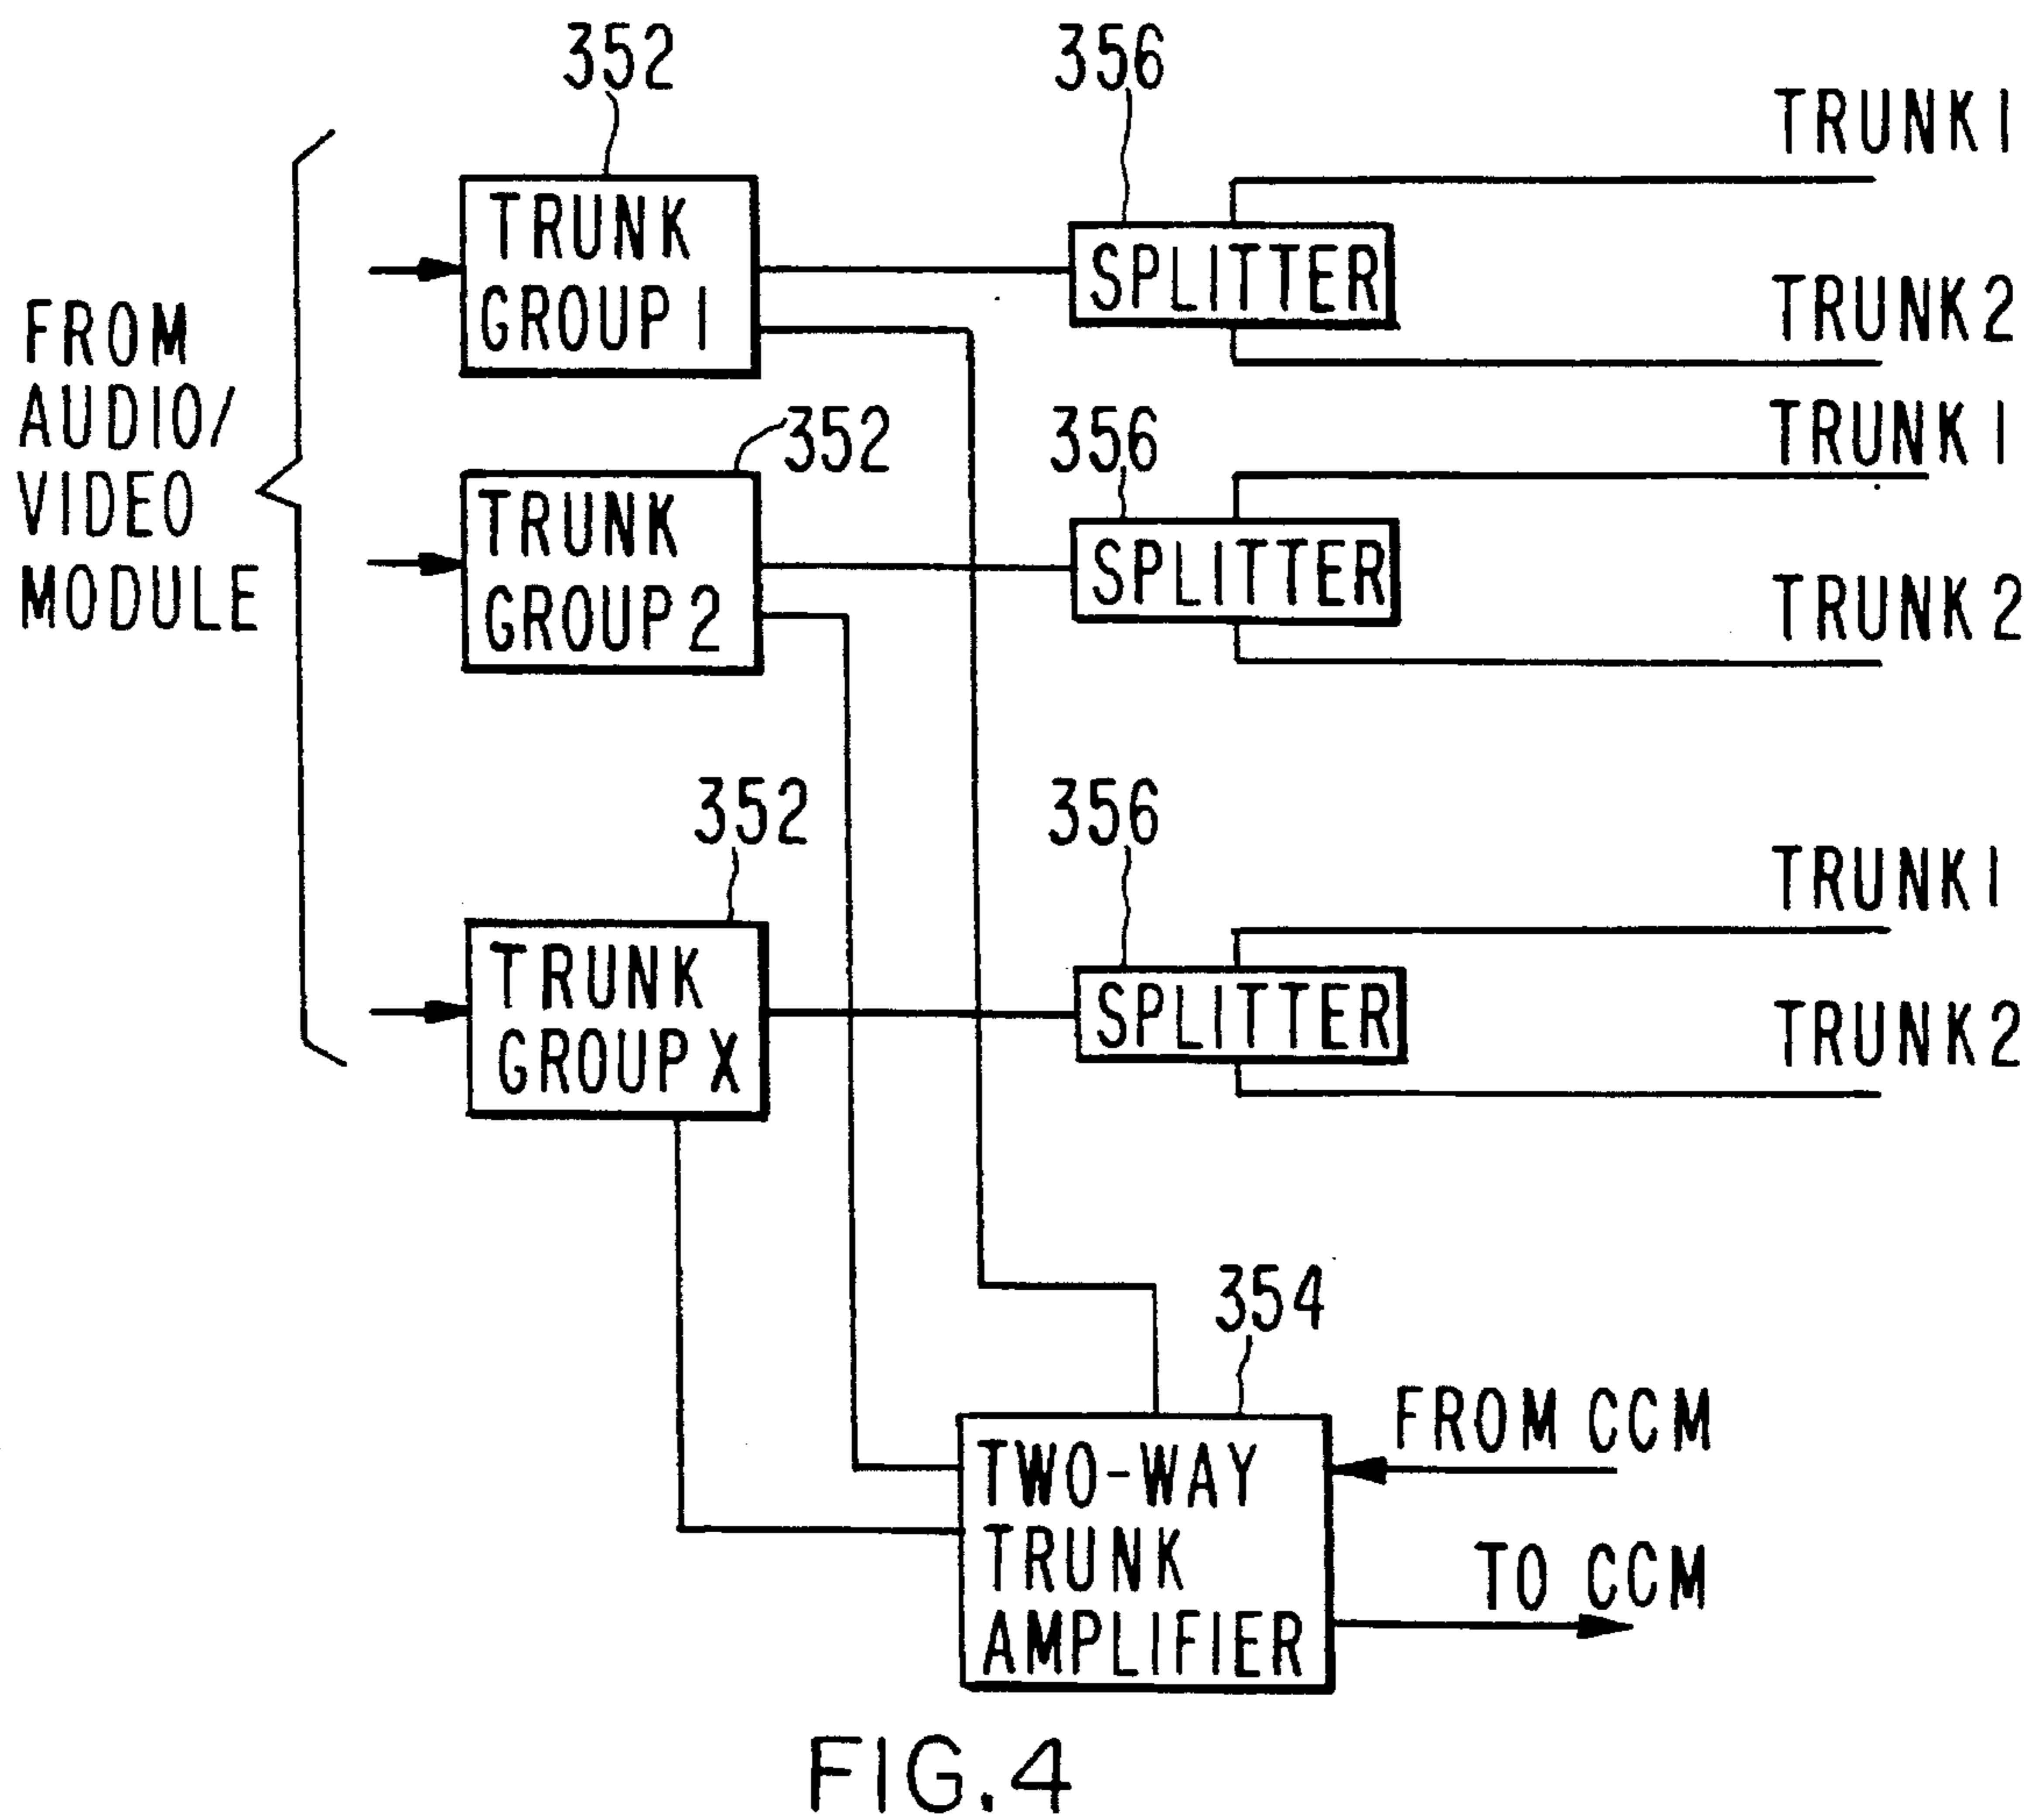 352
356
TRUNK 1
TRUNK
GROUP 1
SPLITTER
TRUNK 2
FROM
AUDIO/
VIDEO
MODULE
352
356
TRUNK 1
TRUNK
GROUP 2
SPLITTER
TRUNK 2
352
356
TRUNK 1
TRUNK
GROUP X
SPLITTER
TRUNK 2
354
FROM CCM
TWO-WAY
TRUNK
AMPLIFIER
TO CCM
FIG. 4